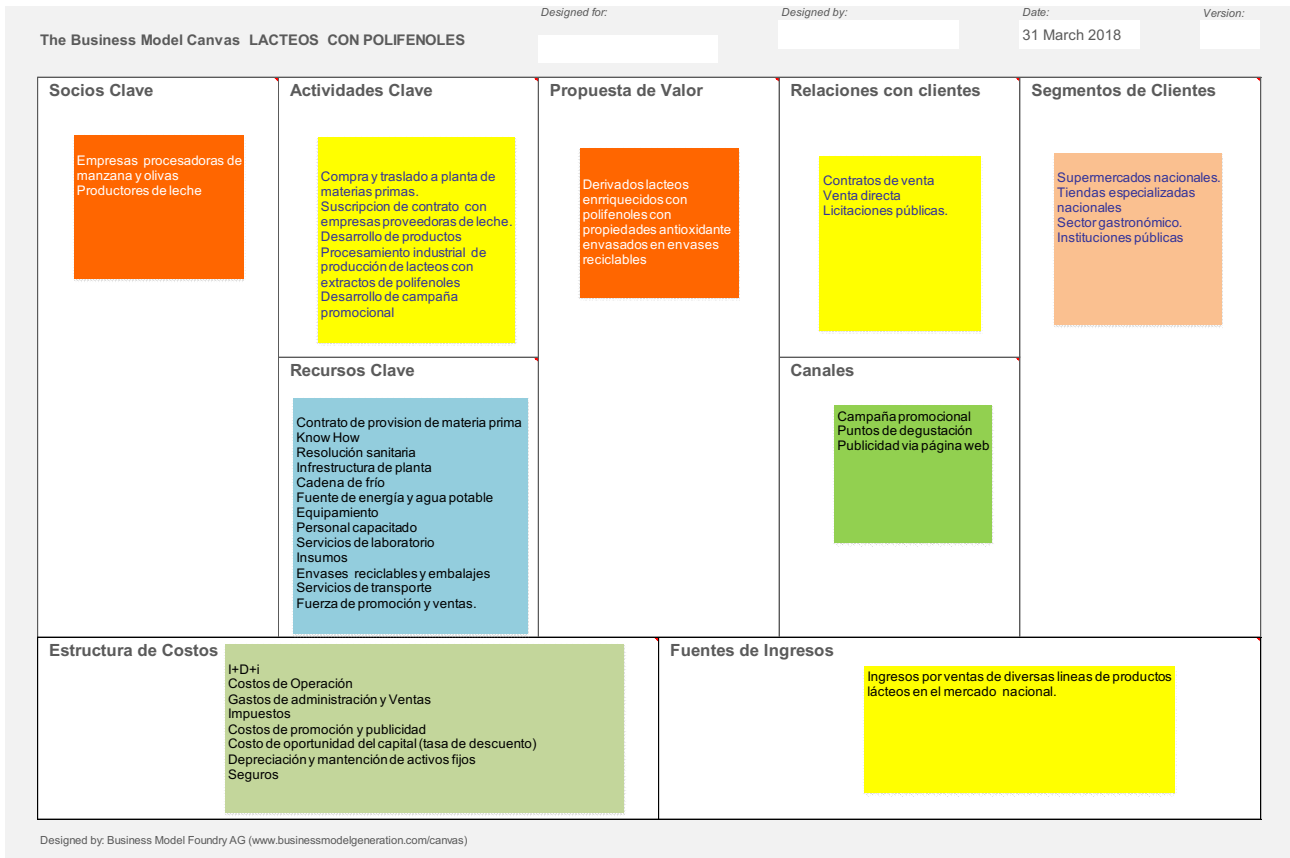 Designed for:
Designed by:
Date:
Version:
The Business Model Canvas LACTEOS CON POLIFENOLES
31 March 2018
Socios Clave
Empresas procesadoras de
manzana y olivas
Productores de leche
Actividades Clave
Compra y traslado a planta de
materias primas.
Suscripcion de contrato con
empresas proveedoras de leche.
Desarrollo de productos
Procesamiento industrial de
producción de lacteos con
extractos de polifenoles
Desarrollo de campaña
promocional
Recursos Clave
Contrato de provision de materia prima
Know How
Resolución sanitaria
Infrestructura de planta
Cadena de frío
Fuente de energía y agua potable
Equipamiento
Personal capacitado
Servicios de laboratorio
Insumos
Envases reciclables y embalajes
Servicios de transporte
Fuerza de promoción y ventas.
Propuesta de Valor
Derivados lacteos
enrriquecidos con
polifenoles con
propiedades antioxidante
envasados en envases
reciclables
Relaciones con clientes
Contratos de venta
Venta directa
Licitaciones públicas.
Canales
Campaña promocional
Puntos de degustación
Publicidad via página web
Segmentos de Clientes
Supermercados nacionales.
Tiendas especializadas
nacionales
Sector gastronómico.
Instituciones públicas
Estructura de Costos
I+D+i
Costos de Operación
Gastos de administración y Ventas
Impuestos
Costos de promoción y publicidad
Costo de oportunidad del capital (tasa de descuento)
Depreciación y mantención de activos fijos
Seguros
Fuentes de Ingresos
Ingresos por ventas de diversas lineas de productos
lácteos en el mercado nacional.
Designed by: Business Model Foundry AG (www.businessmodelgeneration.com/canvas)